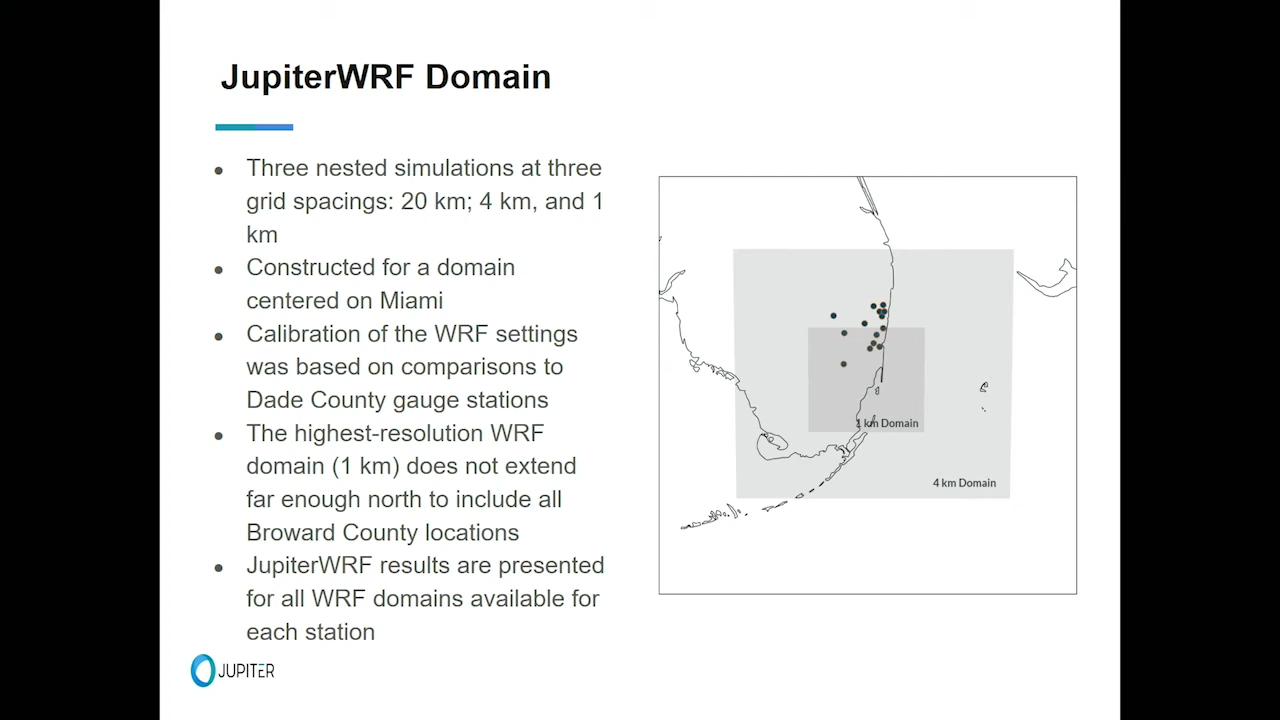 JupiterWRF Domain
Three nested simulations at three
grid spacings: 20 km; 4 km, and 1
km
Constructed for a domain
centered on Miami
Calibration of the WRF settings
was based on comparisons to
Dade County gauge stations
The highest-resolution WRF
domain (1 km) does not extend
far enough north to include all
Broward County locations
JupiterWRF results are presented
for all WRF domains available for
each station
1 km Domain
4 km Domain
JUPITER